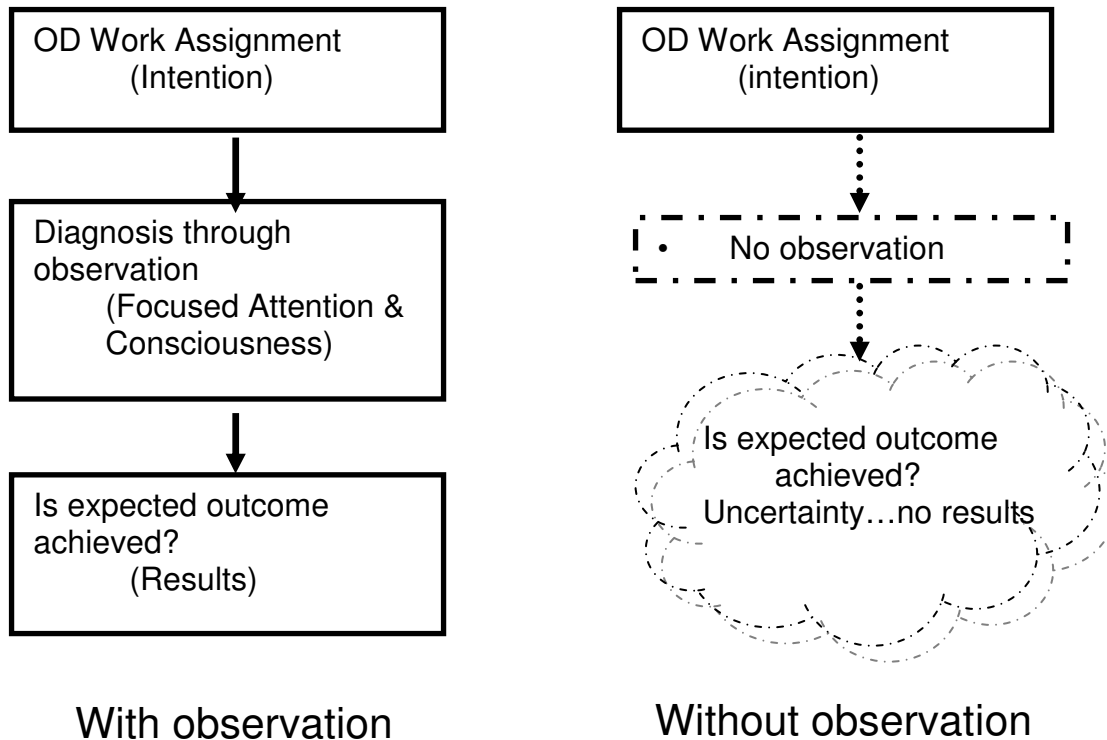 OD Work Assignment
(Intention)
Diagnosis through
observation
(Focused Attention &
Consciousness)
Is expected outcome
achieved?
(Results)
With observation
OD Work Assignment
(intention)
• No observation
Is expected outcome
achieved?
Uncertainty…no results
Without observation